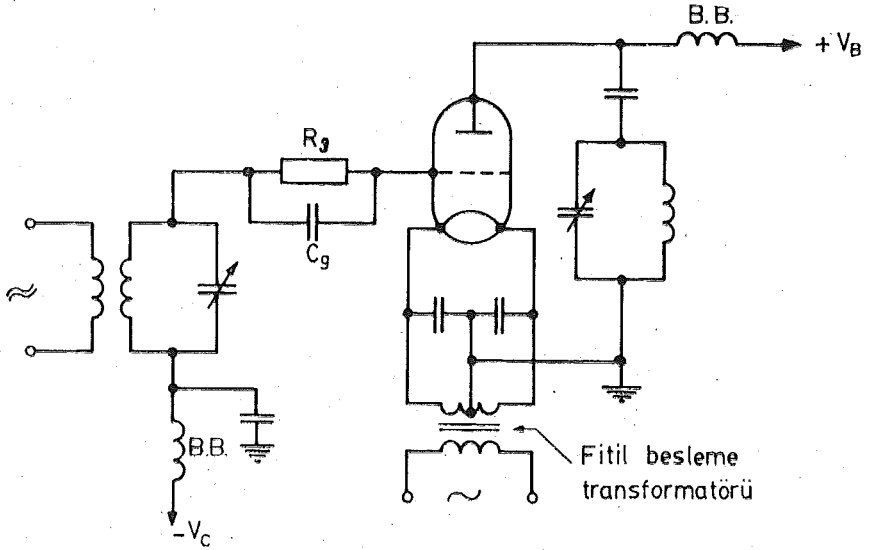 B.B.
+ V_B
R_g
C_g
B.B.
-V_C
Fitil besleme
transformatörü